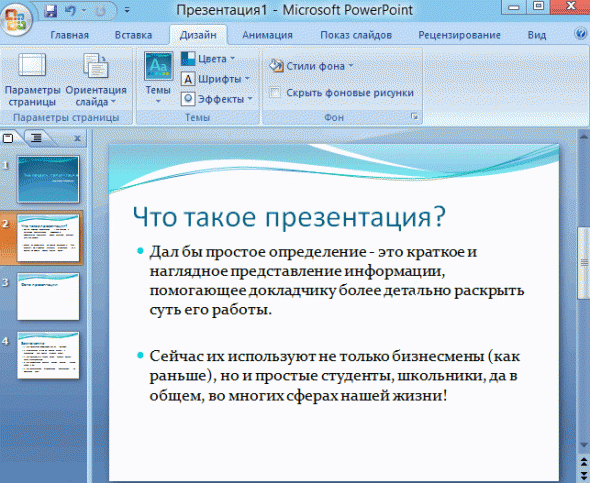 Презентация1 - Microsoft PowerPoint
Главная Вставка Дизайн Анимация Показ слайдов Рецензирование Вид
Параметры страницы
Ориентация слайда
Параметры страницы
Темы
Цвета
Шрифты
Эффекты
Темы
Стили фона
Скрыть фоновые рисунки
Фон
1
2
Что такое презентация?
3
4
Что такое презентация?
Дал бы простое определение - это краткое и
наглядное представление информации,
помогающее докладчику более детально раскрыть
суть его работы.
Сейчас их используют не только бизнесмены (как
раньше), но и простые студенты, школьники, да в
общем, во многих сферах нашей жизни!